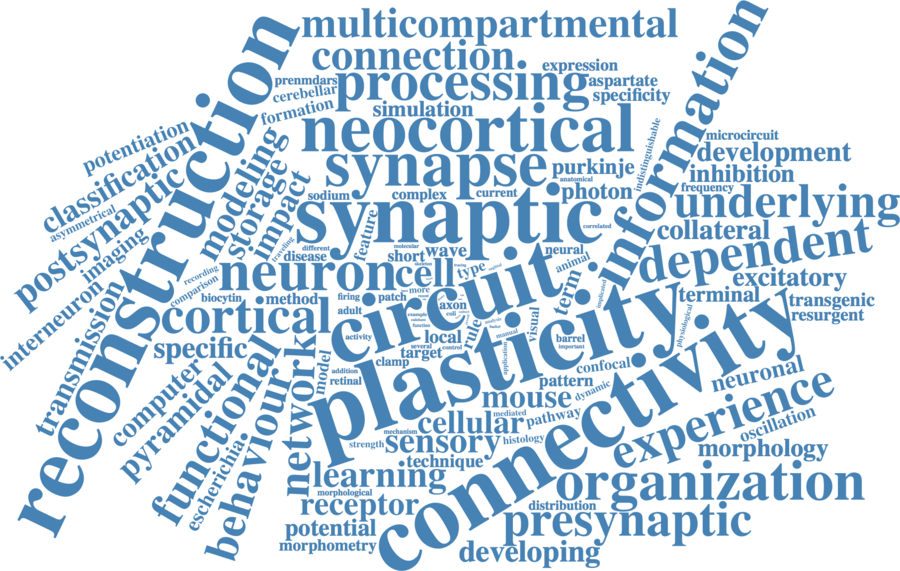 multicompartmental
connection
expression
prenmdars
processing
aspartate
cerebellar
specificity
formation
simulation
reconstruction
information
potentiation
neocortical
indistinguishable
microcircuit
classification
modeling
synapse
purkinje
development
asymmetrical
storage
anatomical
inhibition
postsynaptic
impact
sodium
complex
current
photon
frequency
imaging
traveling
feature
synaptic
correlated
underlying
collateral
different
disease
molecular
short
wave
neural
dependent
interneuron
recording
comparison
neuron
cell
type
animal
term
implicated
excitatory
transmission
biocytin
method
firing
patch
more
axon
circuit
terminal
transgenic
resurgent
cortical
adult
example
coli
function
rule
visual
plasticity
physiological
activity
local
manual
barrel
important
specific
model
several
control
target
application
connectivity
computer
addition
retinal
clamp
confocal
neuronal
pyramidal
functional
network
pattern
mouse
dynamic
experience
behaviour
escherichia
strength
mechanism
cellular
mediated
pathway
oscillation
sensory
histology
morphology
technique
learning
morphological
organization
receptor
distribution
potential
presynaptic
morphometry
developing